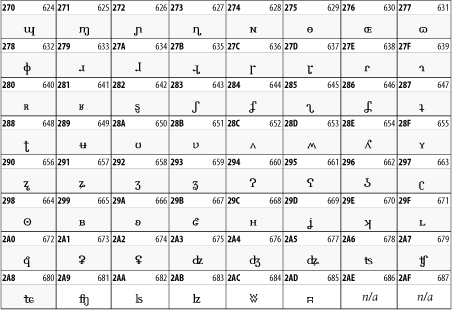 270 624 271 625 272 626 273 627 274 628 275 629 276 630 277 631
ɰ ɱ ɲ ɳ ɴ ɵ ɶ ɷ
278 632 279 633 27A 634 27B 635 27C 636 27D 637 27E 638 27F 639
ɸ ɹ ɺ ɻ ɼ ɽ ɾ ɿ
280 640 281 641 282 642 283 643 284 644 285 645 286 646 287 647
ʀ ʁ ʂ ʃ ʄ ʅ ʆ ʇ
288 648 289 649 28A 650 28B 651 28C 652 28D 653 28E 654 28F 655
ʈ ʉ ʊ ʋ ʌ ʍ ʎ ʏ
290 656 291 657 292 658 293 659 294 660 295 661 296 662 297 663
ʐ ʑ ʒ ʓ ʔ ʕ ʖ ʗ
298 664 299 665 29A 666 29B 667 29C 668 29D 669 29E 670 29F 671
ʘ ʙ ʚ ʛ ʜ ʝ ʞ ʟ
2A0 672 2A1 673 2A2 674 2A3 675 2A4 676 2A5 677 2A6 678 2A7 679
ʠ ʡ ʢ ʣ ʤ ʥ ʦ ʧ
2A8 680 2A9 681 2AA 682 2AB 683 2AC 684 2AD 685 2AE 686 2AF 687
ʨ ʩ ʪ ʫ ʬ ʭ n/a n/a